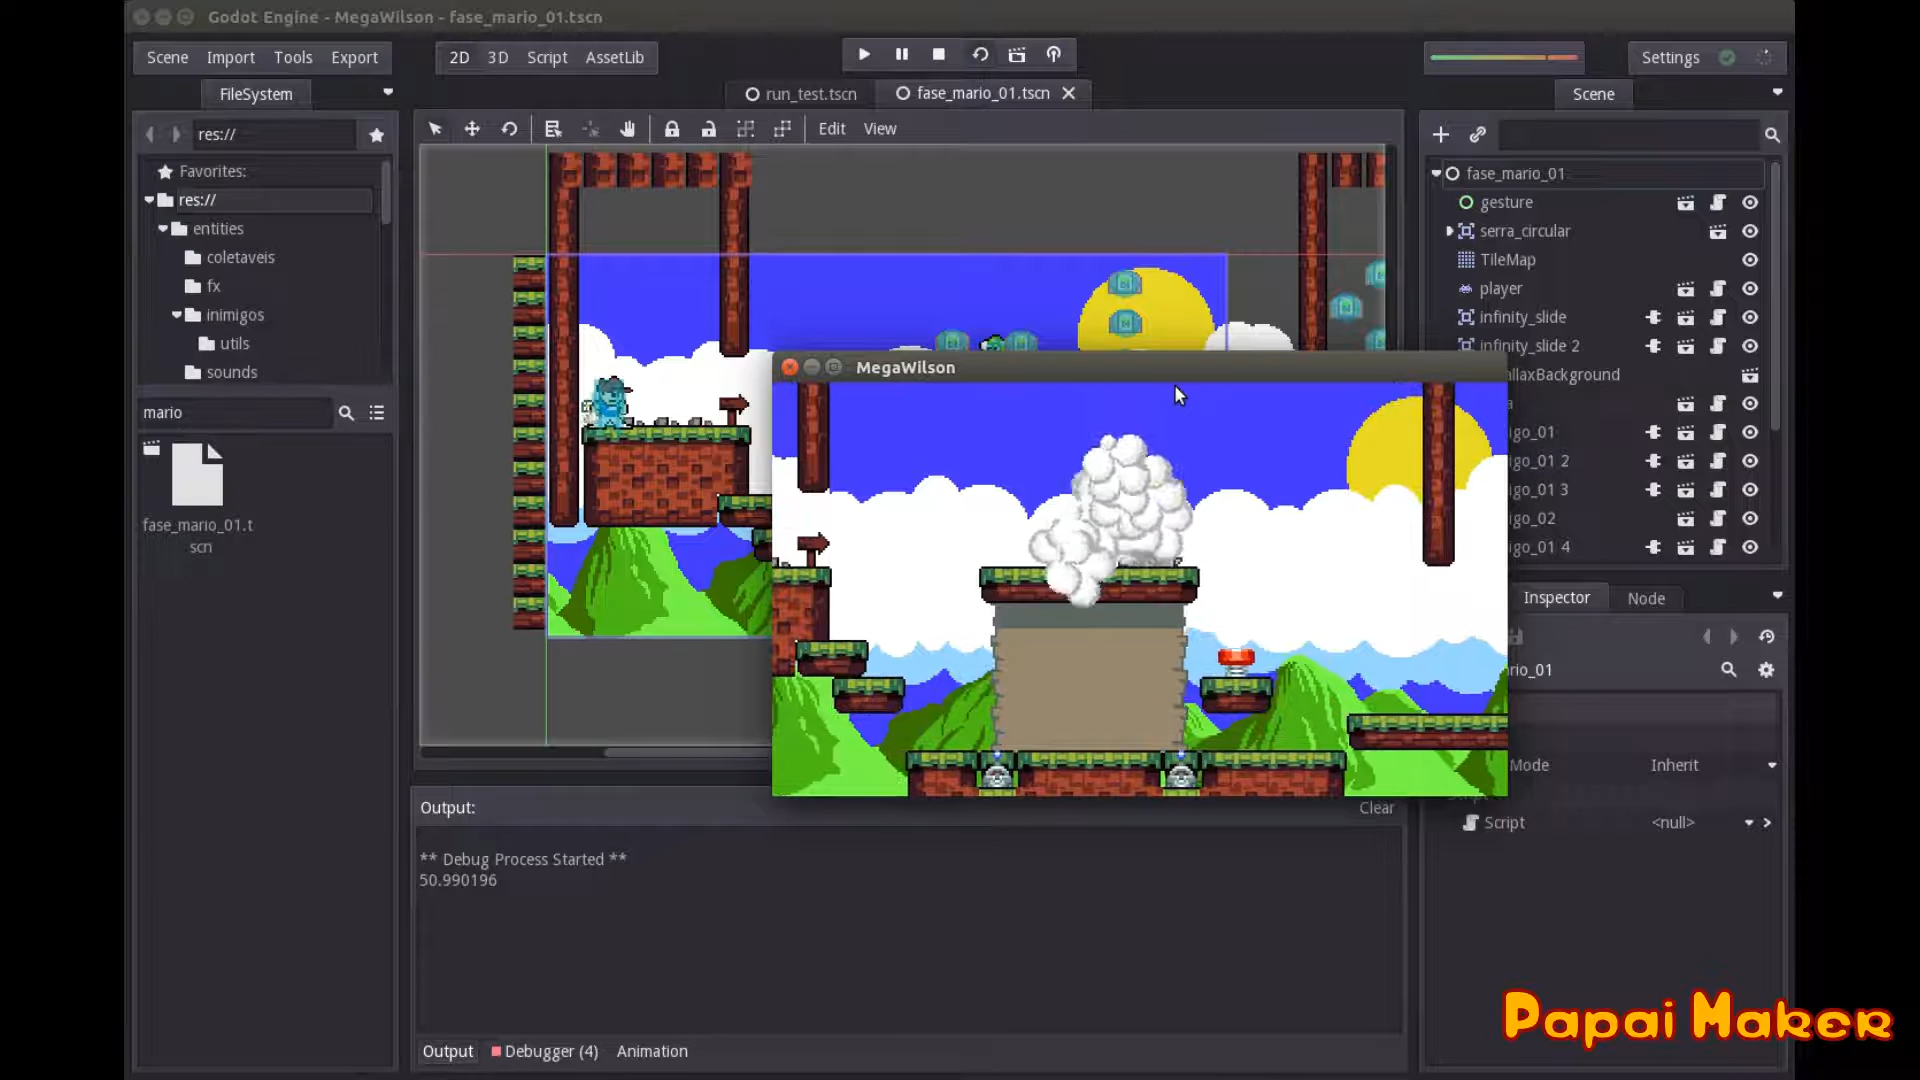 Godot Engine - MegaWilson - fase_mario_01.tscn
Scene Import Tools Export
2D 3D Script AssetLib
Settings
FileSystem
run_test.tscn
fase_mario_01.tscn
Scene
res://
Edit View
Favorites:
res://
entities
coletaveis
fx
inimigos
utils
sounds
mario
fase_mario_01.t
scn
fase_mario_01
gesture
serra_circular
TileMap
player
infinity_slide
infinity_slide 2
llaxBackground
a
igo_01
igo_01 2
igo_01 3
igo_02
igo_01 4
MegaWilson
Inspector Node
rio_01
Mode Inherit
Script <null>
Output:
Clear
** Debug Process Started **
50.990196
Output Debugger (4) Animation
Papai Maker